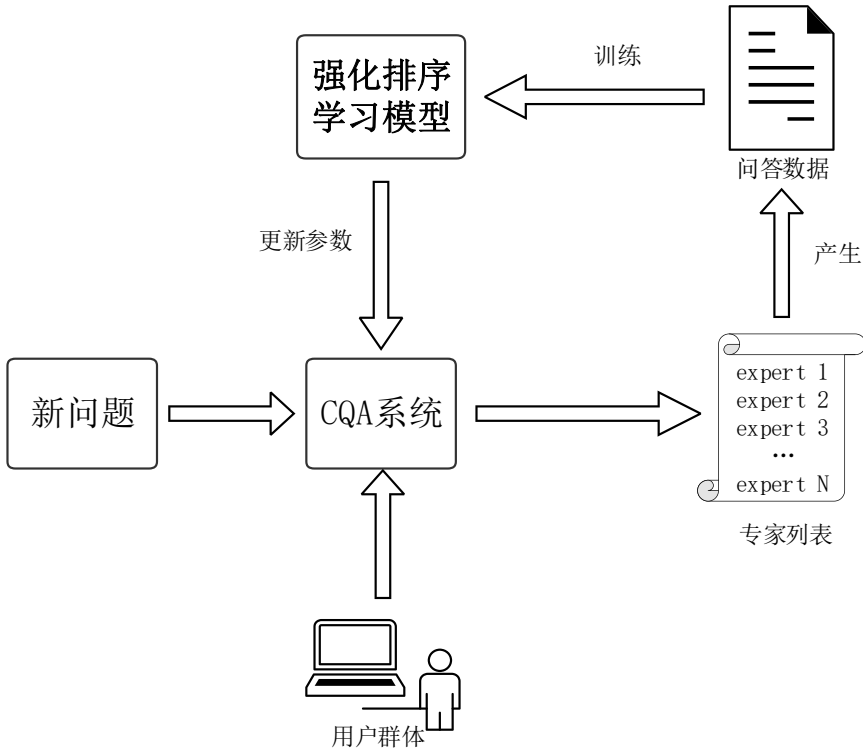 强化排序
学习模型
训练
问答数据
更新参数
产生
新问题
CQA系统
expert 1
expert 2
expert 3
...
expert N
专家列表
用户群体